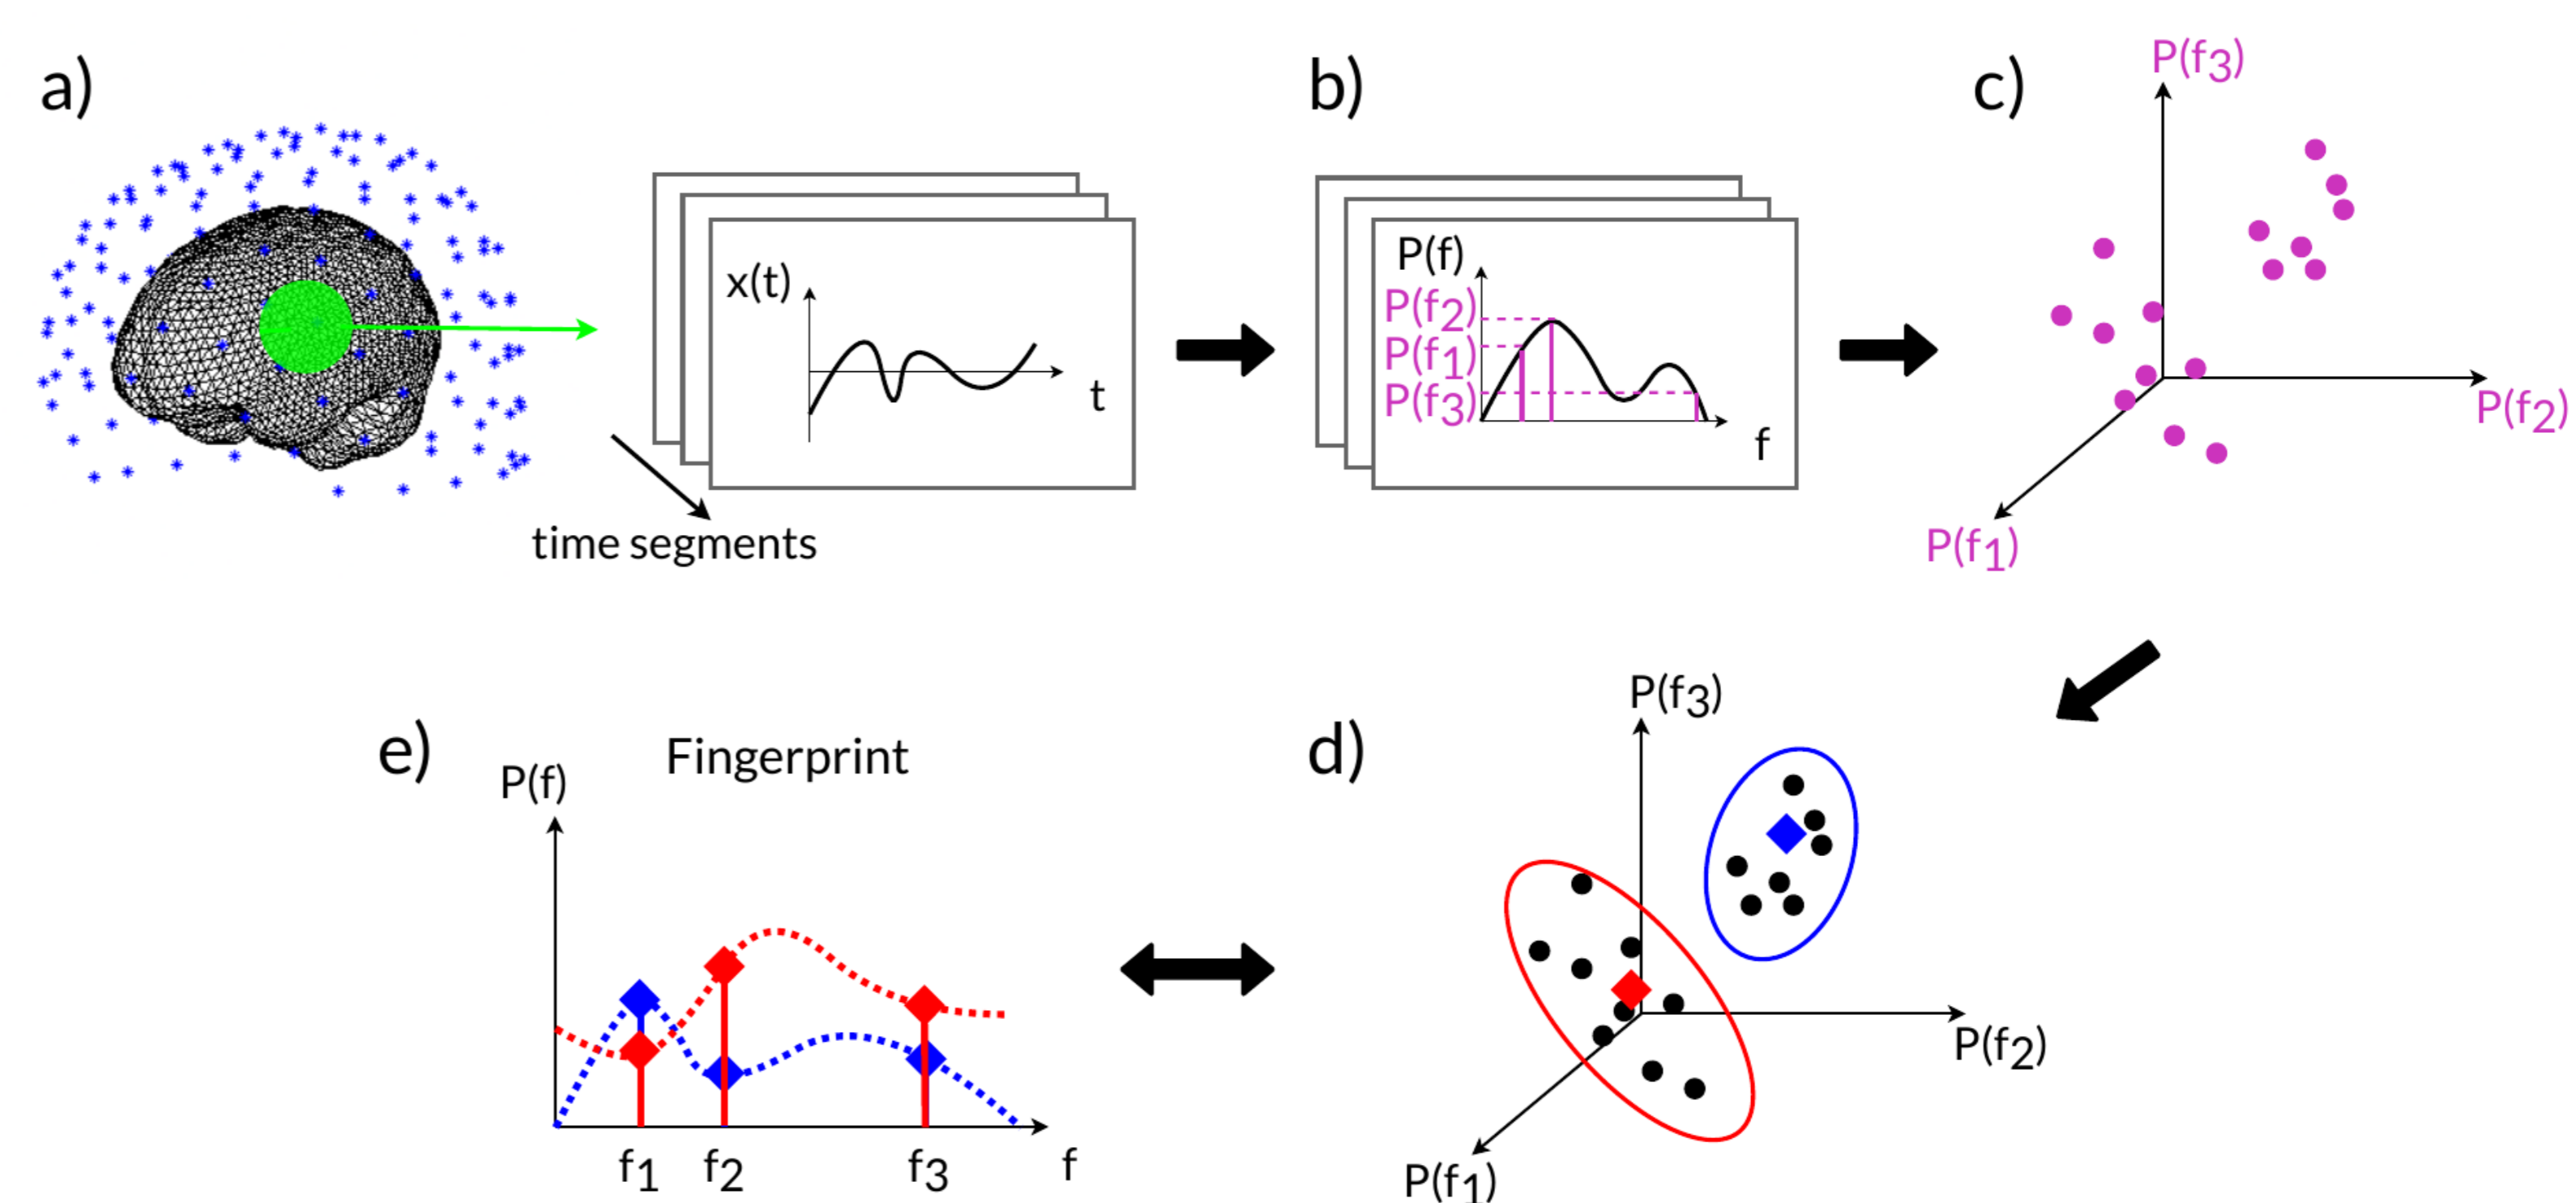 a)
x(t)
t
time segments
b)
P(f)
P(f2)
P(f1)
P(f3)
f
c)
P(f3)
P(f2)
P(f1)
d)
P(f3)
P(f2)
P(f1)
e)
Fingerprint
P(f)
f1
f2
f3
f